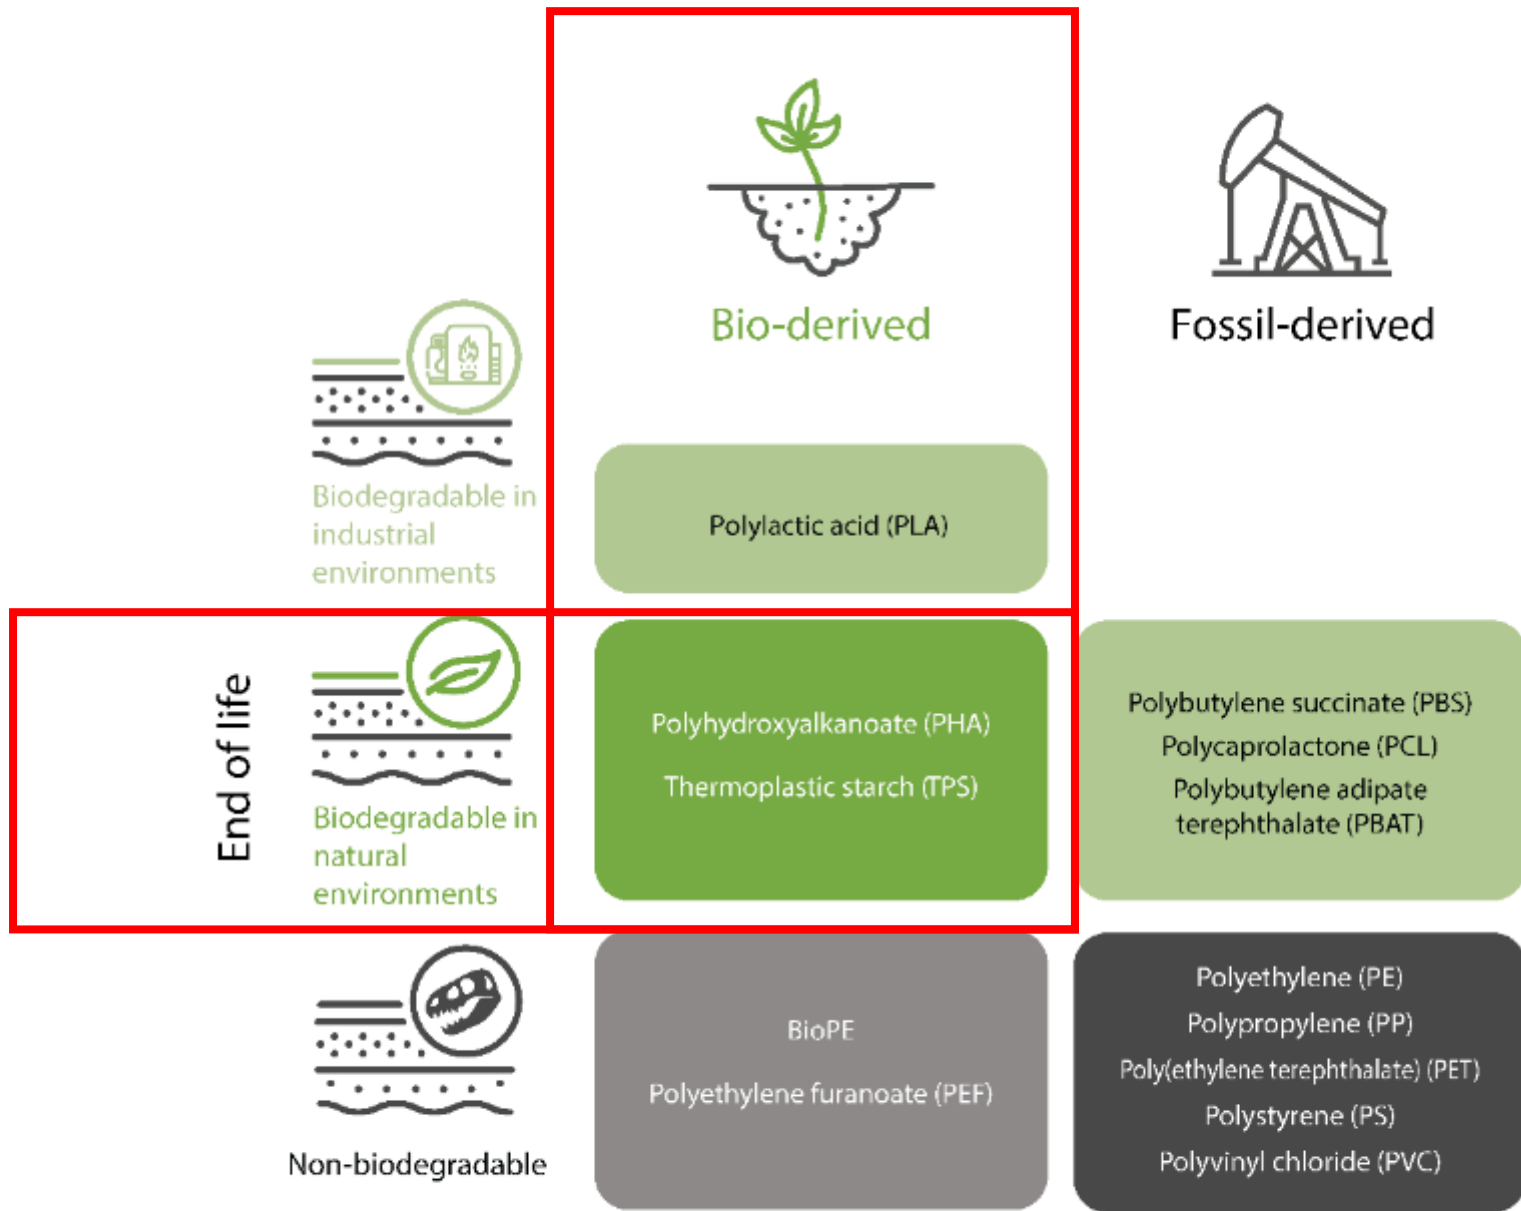 Bio-derived
Fossil-derived
Biodegradable in
industrial
environments
Polylactic acid (PLA)
End of life
Biodegradable in
natural
environments
Polyhydroxyalkanoate (PHA)
Thermoplastic starch (TPS)
Polybutylene succinate (PBS)
Polycaprolactone (PCL)
Polybutylene adipate
terephthalate (PBAT)
Non-biodegradable
BioPE
Polyethylene furanoate (PEF)
Polyethylene (PE)
Polypropylene (PP)
Poly(ethylene terephthalate) (PET)
Polystyrene (PS)
Polyvinyl chloride (PVC)